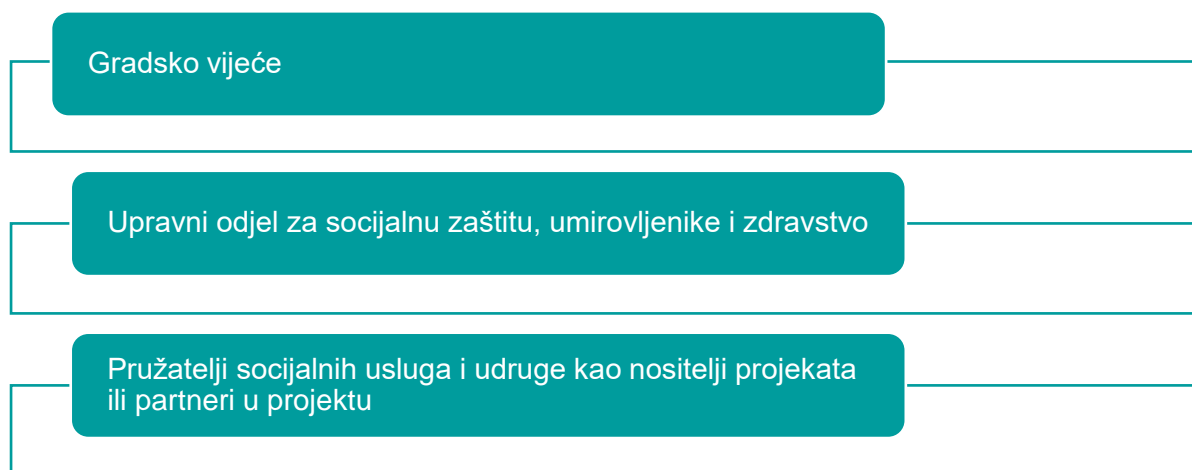 Gradsko vijeće
Upravni odjel za socijalnu zaštitu, umirovljenike i zdravstvo
Pružatelji socijalnih usluga i udruge kao nositelji projekata
ili partneri u projektu